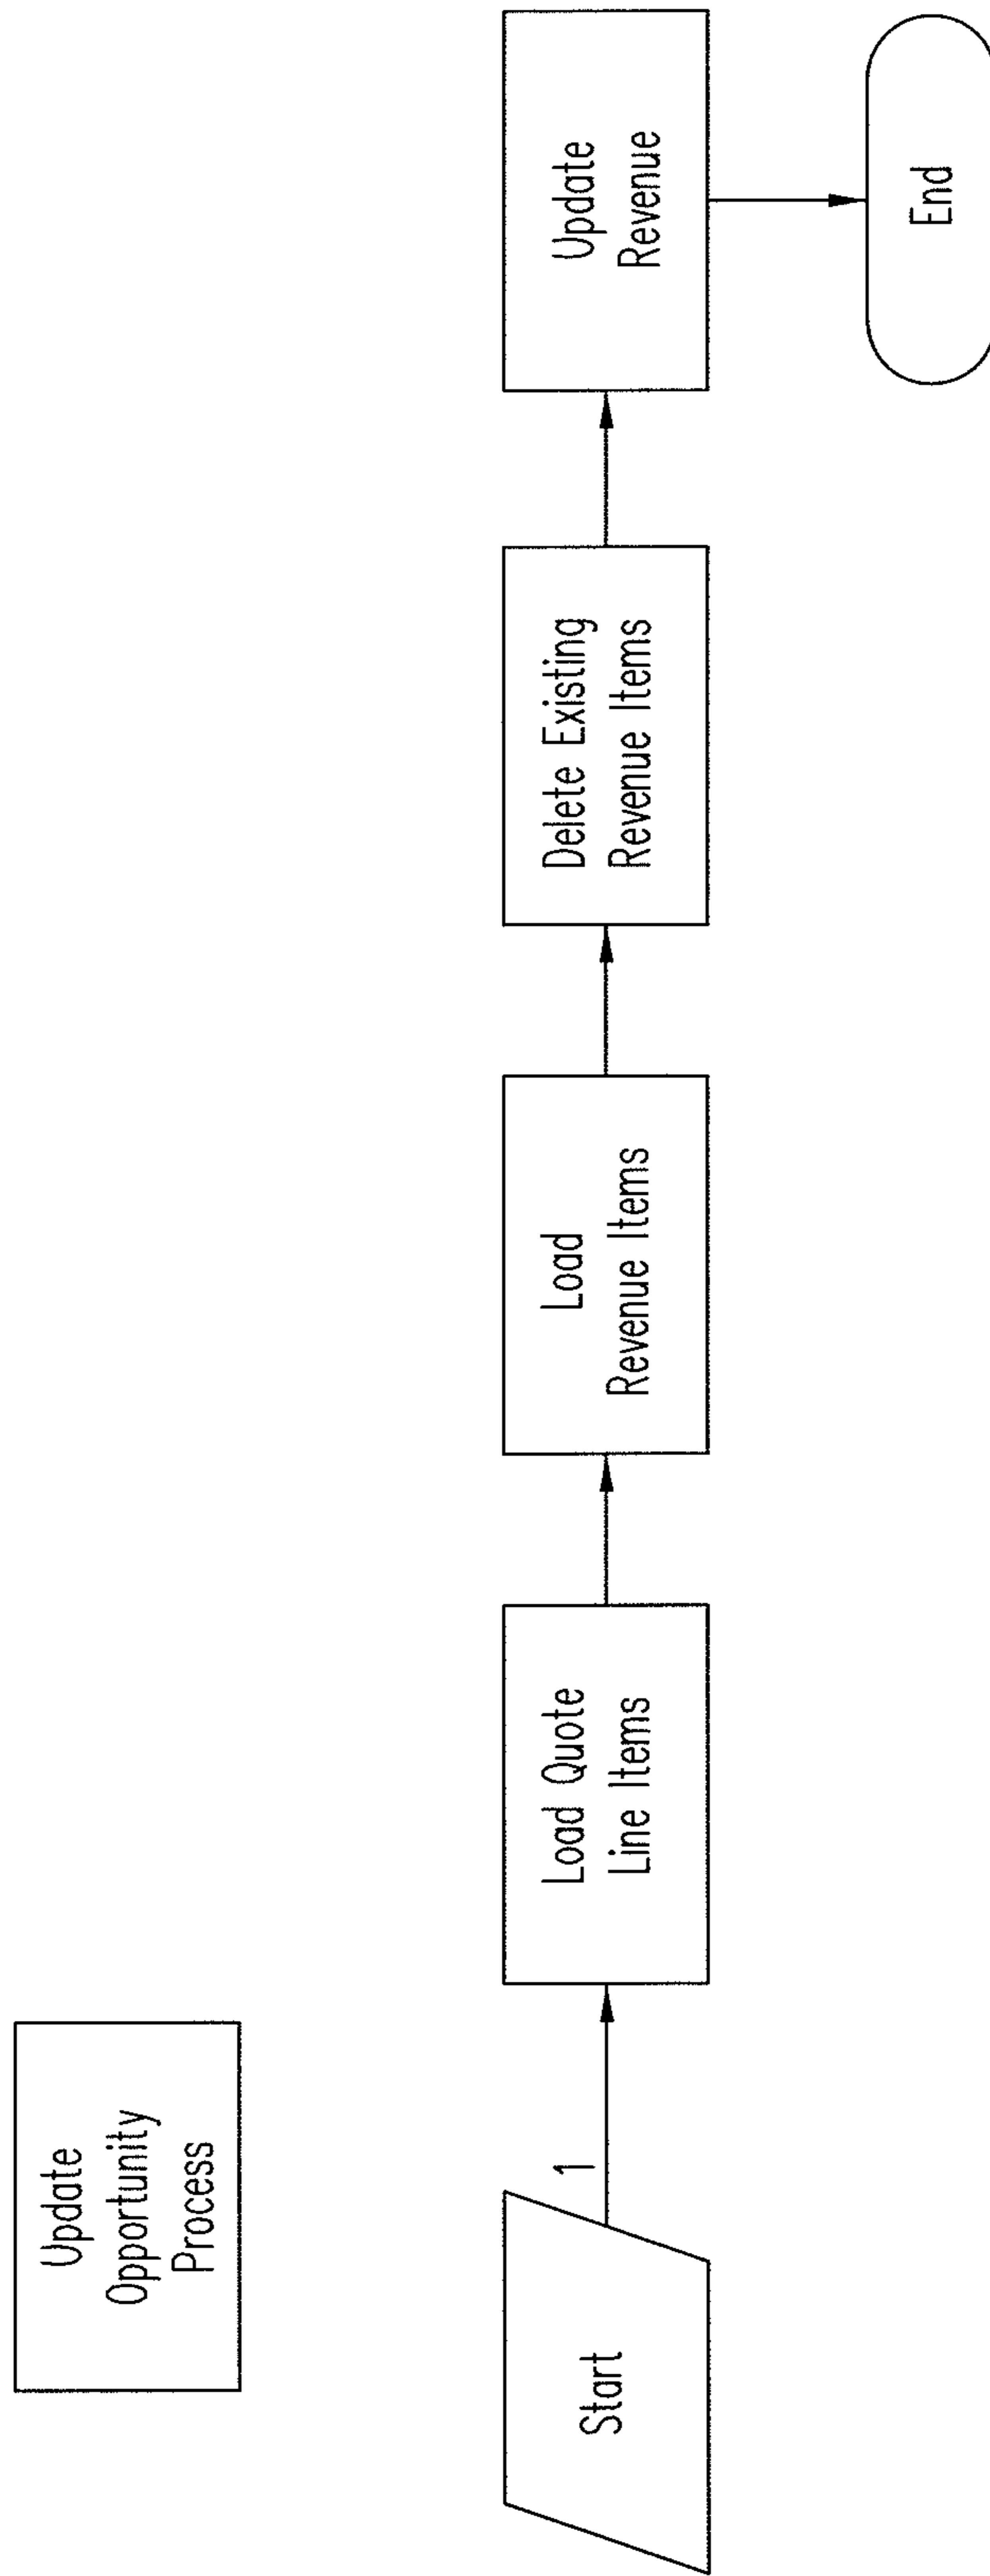 Update
Opportunity
Process
Start
1
Load Quote
Line Items
Load
Revenue Items
Delete Existing
Revenue Items
Update
Revenue
End